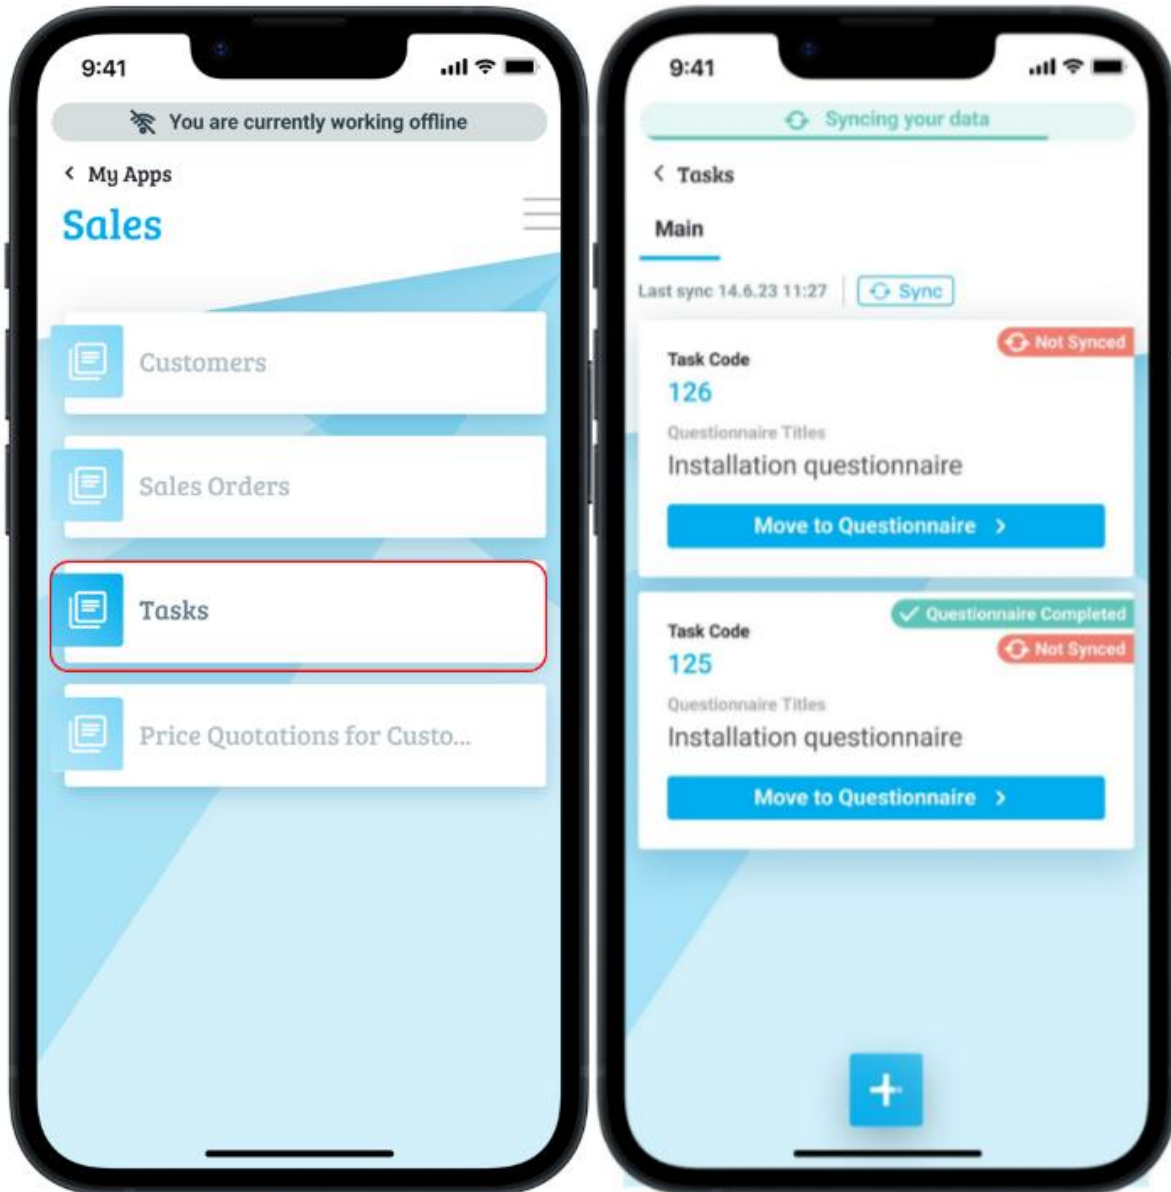 9:41
You are currently working offline
My Apps
Sales
Customers
Sales Orders
Tasks
Price Quotations for Custo...
9:41
Syncing your data
Tasks
Main
Last sync 14.6.23 11:27 Sync
Not Synced
Task Code
126
Questionnaire Titles
Installation questionnaire
Move to Questionnaire
Questionnaire Completed
Task Code
Not Synced
125
Questionnaire Titles
Installation questionnaire
Move to Questionnaire